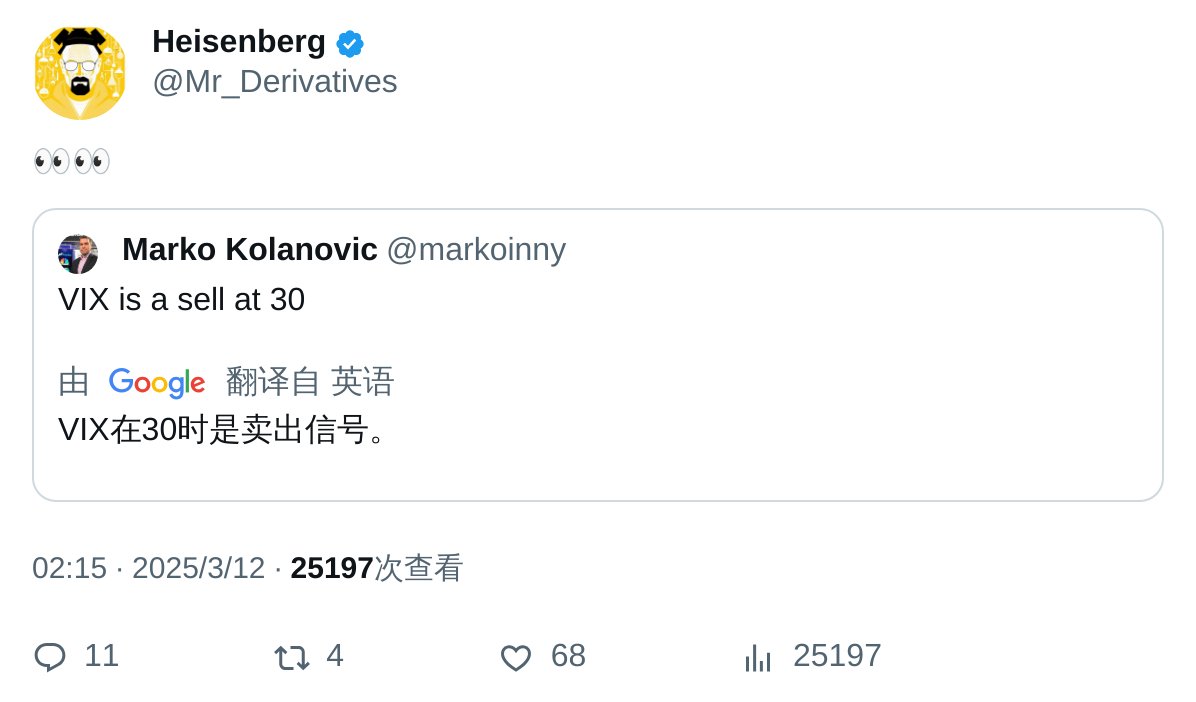 Heisenberg
@Mr_Derivatives
👀👀
Marko Kolanovic @markoinny
VIX is a sell at 30
由 Google 翻译自 英语
VIX在30时是卖出信号。
02:15 · 2025/3/12 · 25197次查看
11 4 68 25197